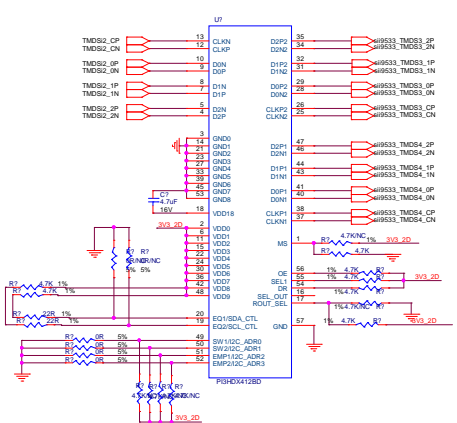 U?
TMDSi2_CP 13 CLKN D2P2 35 sii9533_TMDS3_2P
TMDSi2_CN 12 CLKP D2N2 34 sii9533_TMDS3_2N
TMDSi2_0P 10 D0N D1P2 32 sii9533_TMDS3_1P
TMDSi2_0N 9 D0P D1N2 31 sii9533_TMDS3_1N
TMDSi2_1P 8 D1N D0P2 29 sii9533_TMDS3_0P
TMDSi2_1N 7 D1P D0N2 28 sii9533_TMDS3_0N
TMDSi2_2P 5 D2N CLKP2 26 sii9533_TMDS3_CP
TMDSi2_2N 4 D2P CLKN2 25 sii9533_TMDS3_CN
3 GND0
14 GND1 D2P1 47 sii9533_TMDS4_2P
21 GND2 D2N1 46 sii9533_TMDS4_2N
23 GND3
27 GND4 D1P1 44 sii9533_TMDS4_1P
33 GND5 D1N1 43 sii9533_TMDS4_1N
39 GND6
45 GND7 D0P1 41 sii9533_TMDS4_0P
53 GND8 D0N1 40 sii9533_TMDS4_0N
C?
4.7uF
16V
18 VDD18 CLKP1 38 sii9533_TMDS4_CP
CLKN1 37 sii9533_TMDS4_CN
3V3_2D 2 VDD0
6 VDD1
11 VDD2
15 VDD3
22 VDD4
24 VDD5
30 VDD6
36 VDD7
42 VDD8
48 VDD9
MS 1 R? 4.7K/NC 1% 3V3_2D
R? 4.7K 1%
R? R?
5% 5%
OE 56 1% 4.7K R?
SEL1 55 1% 4.7K R? 3V3_2D
DR 54 4.7K R?
SEL_OUT 16 1% 4.7K R?
ROUT_SEL 17
1% 4.7K/NC R?
R? 4.7K 1%
R? 4.7K 1%
R? 22R 1% 20 EQ1/SDA_CTL
R? 22R 1% 19 EQ2/SCL_CTL GND 57 1% 4.7K R? 3V3_2D
R? 0R 5% 49 SW1/I2C_ADR0
R? 0R 5% 50 SW2/I2C_ADR1
R? 0R 5% 51 EMP1/I2C_ADR2
R? 0R 5% 52 EMP2/I2C_ADR3
PI3HDX412BD
R? R? R? R?
3V3_2D